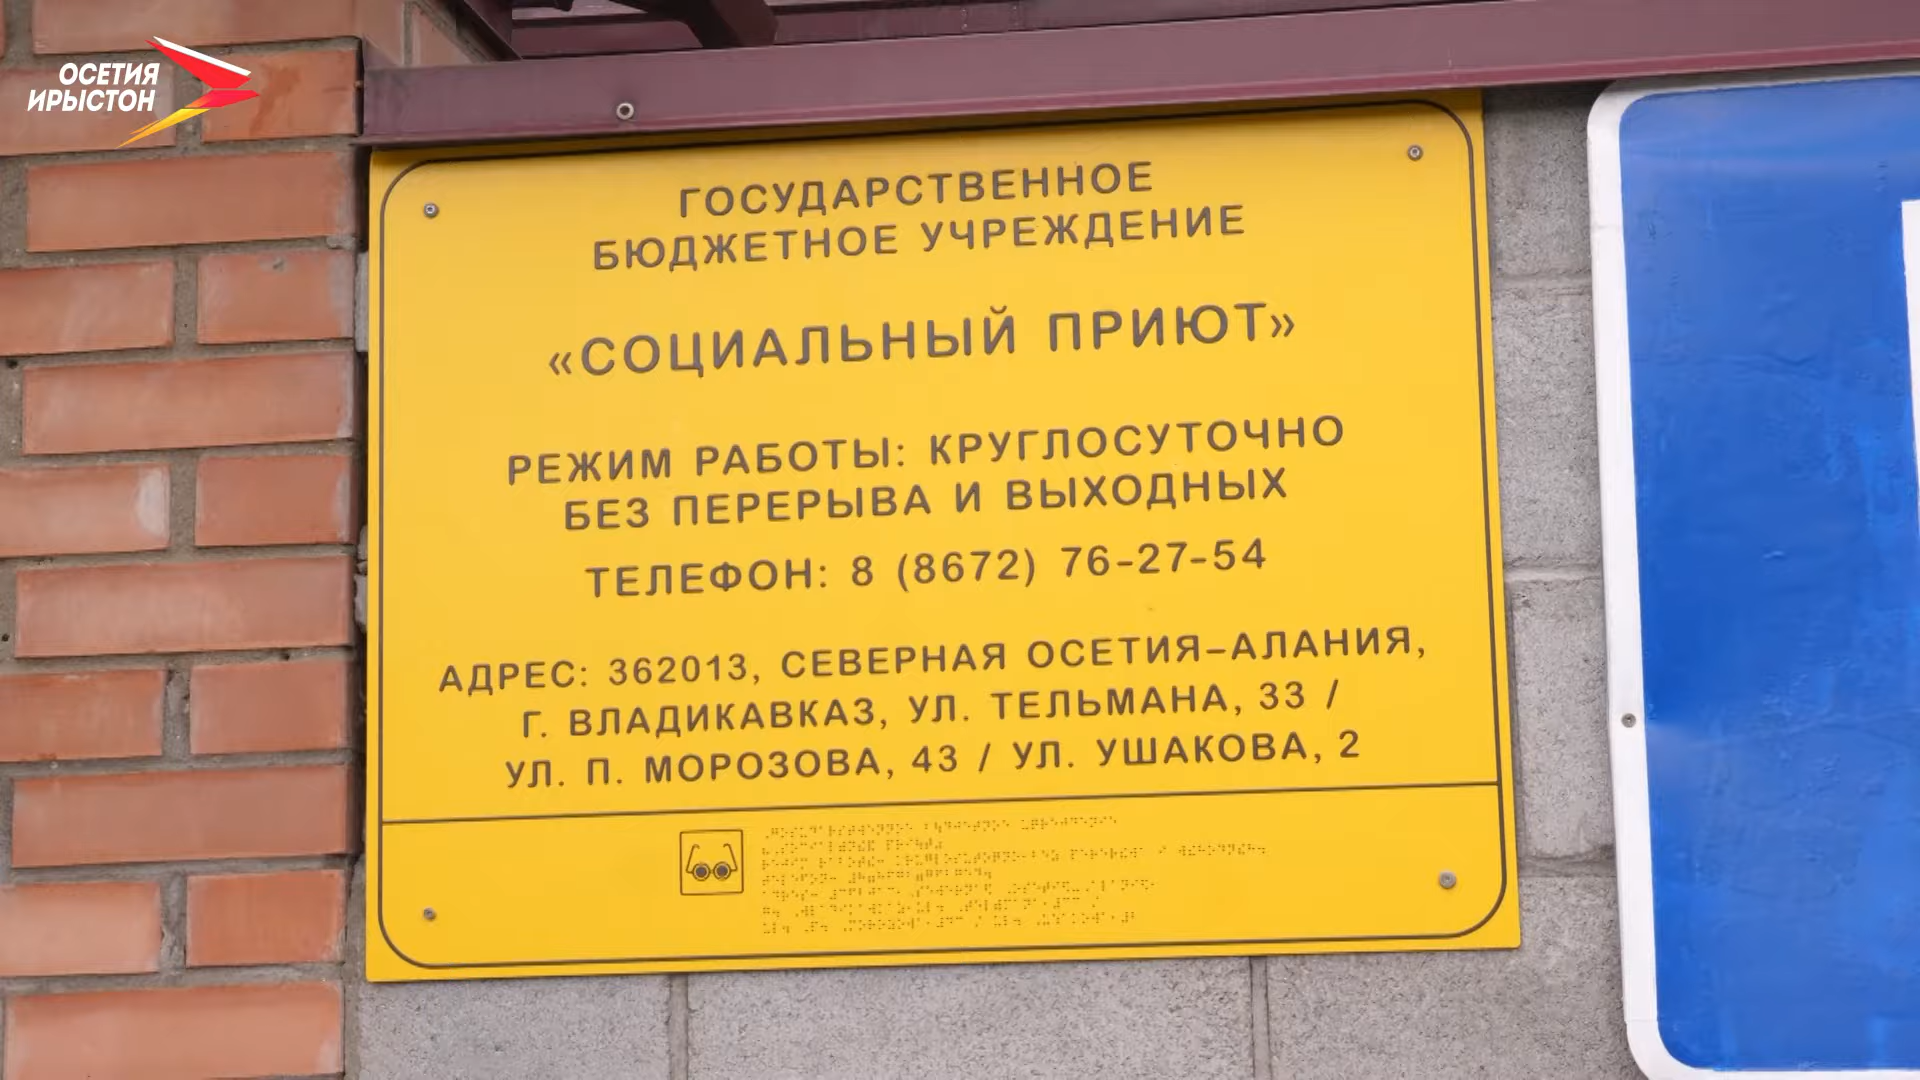 ОСЕТИЯ
ИРЫСТОН
ГОСУДАРСТВЕННОЕ
БЮДЖЕТНОЕ УЧРЕЖДЕНИЕ
«СОЦИАЛЬНЫЙ ПРИЮТ»
РЕЖИМ РАБОТЫ: КРУГЛОСУТОЧНО
БЕЗ ПЕРЕРЫВА И ВЫХОДНЫХ
ТЕЛЕФОН: 8 (8672) 76-27-54
АДРЕС: 362013, СЕВЕРНАЯ ОСЕТИЯ-АЛАНИЯ,
Г. ВЛАДИКАВКАЗ, УЛ. ТЕЛЬМАНА, 33 /
УЛ. П. МОРОЗОВА, 43 / УЛ. УШАКОВА, 2